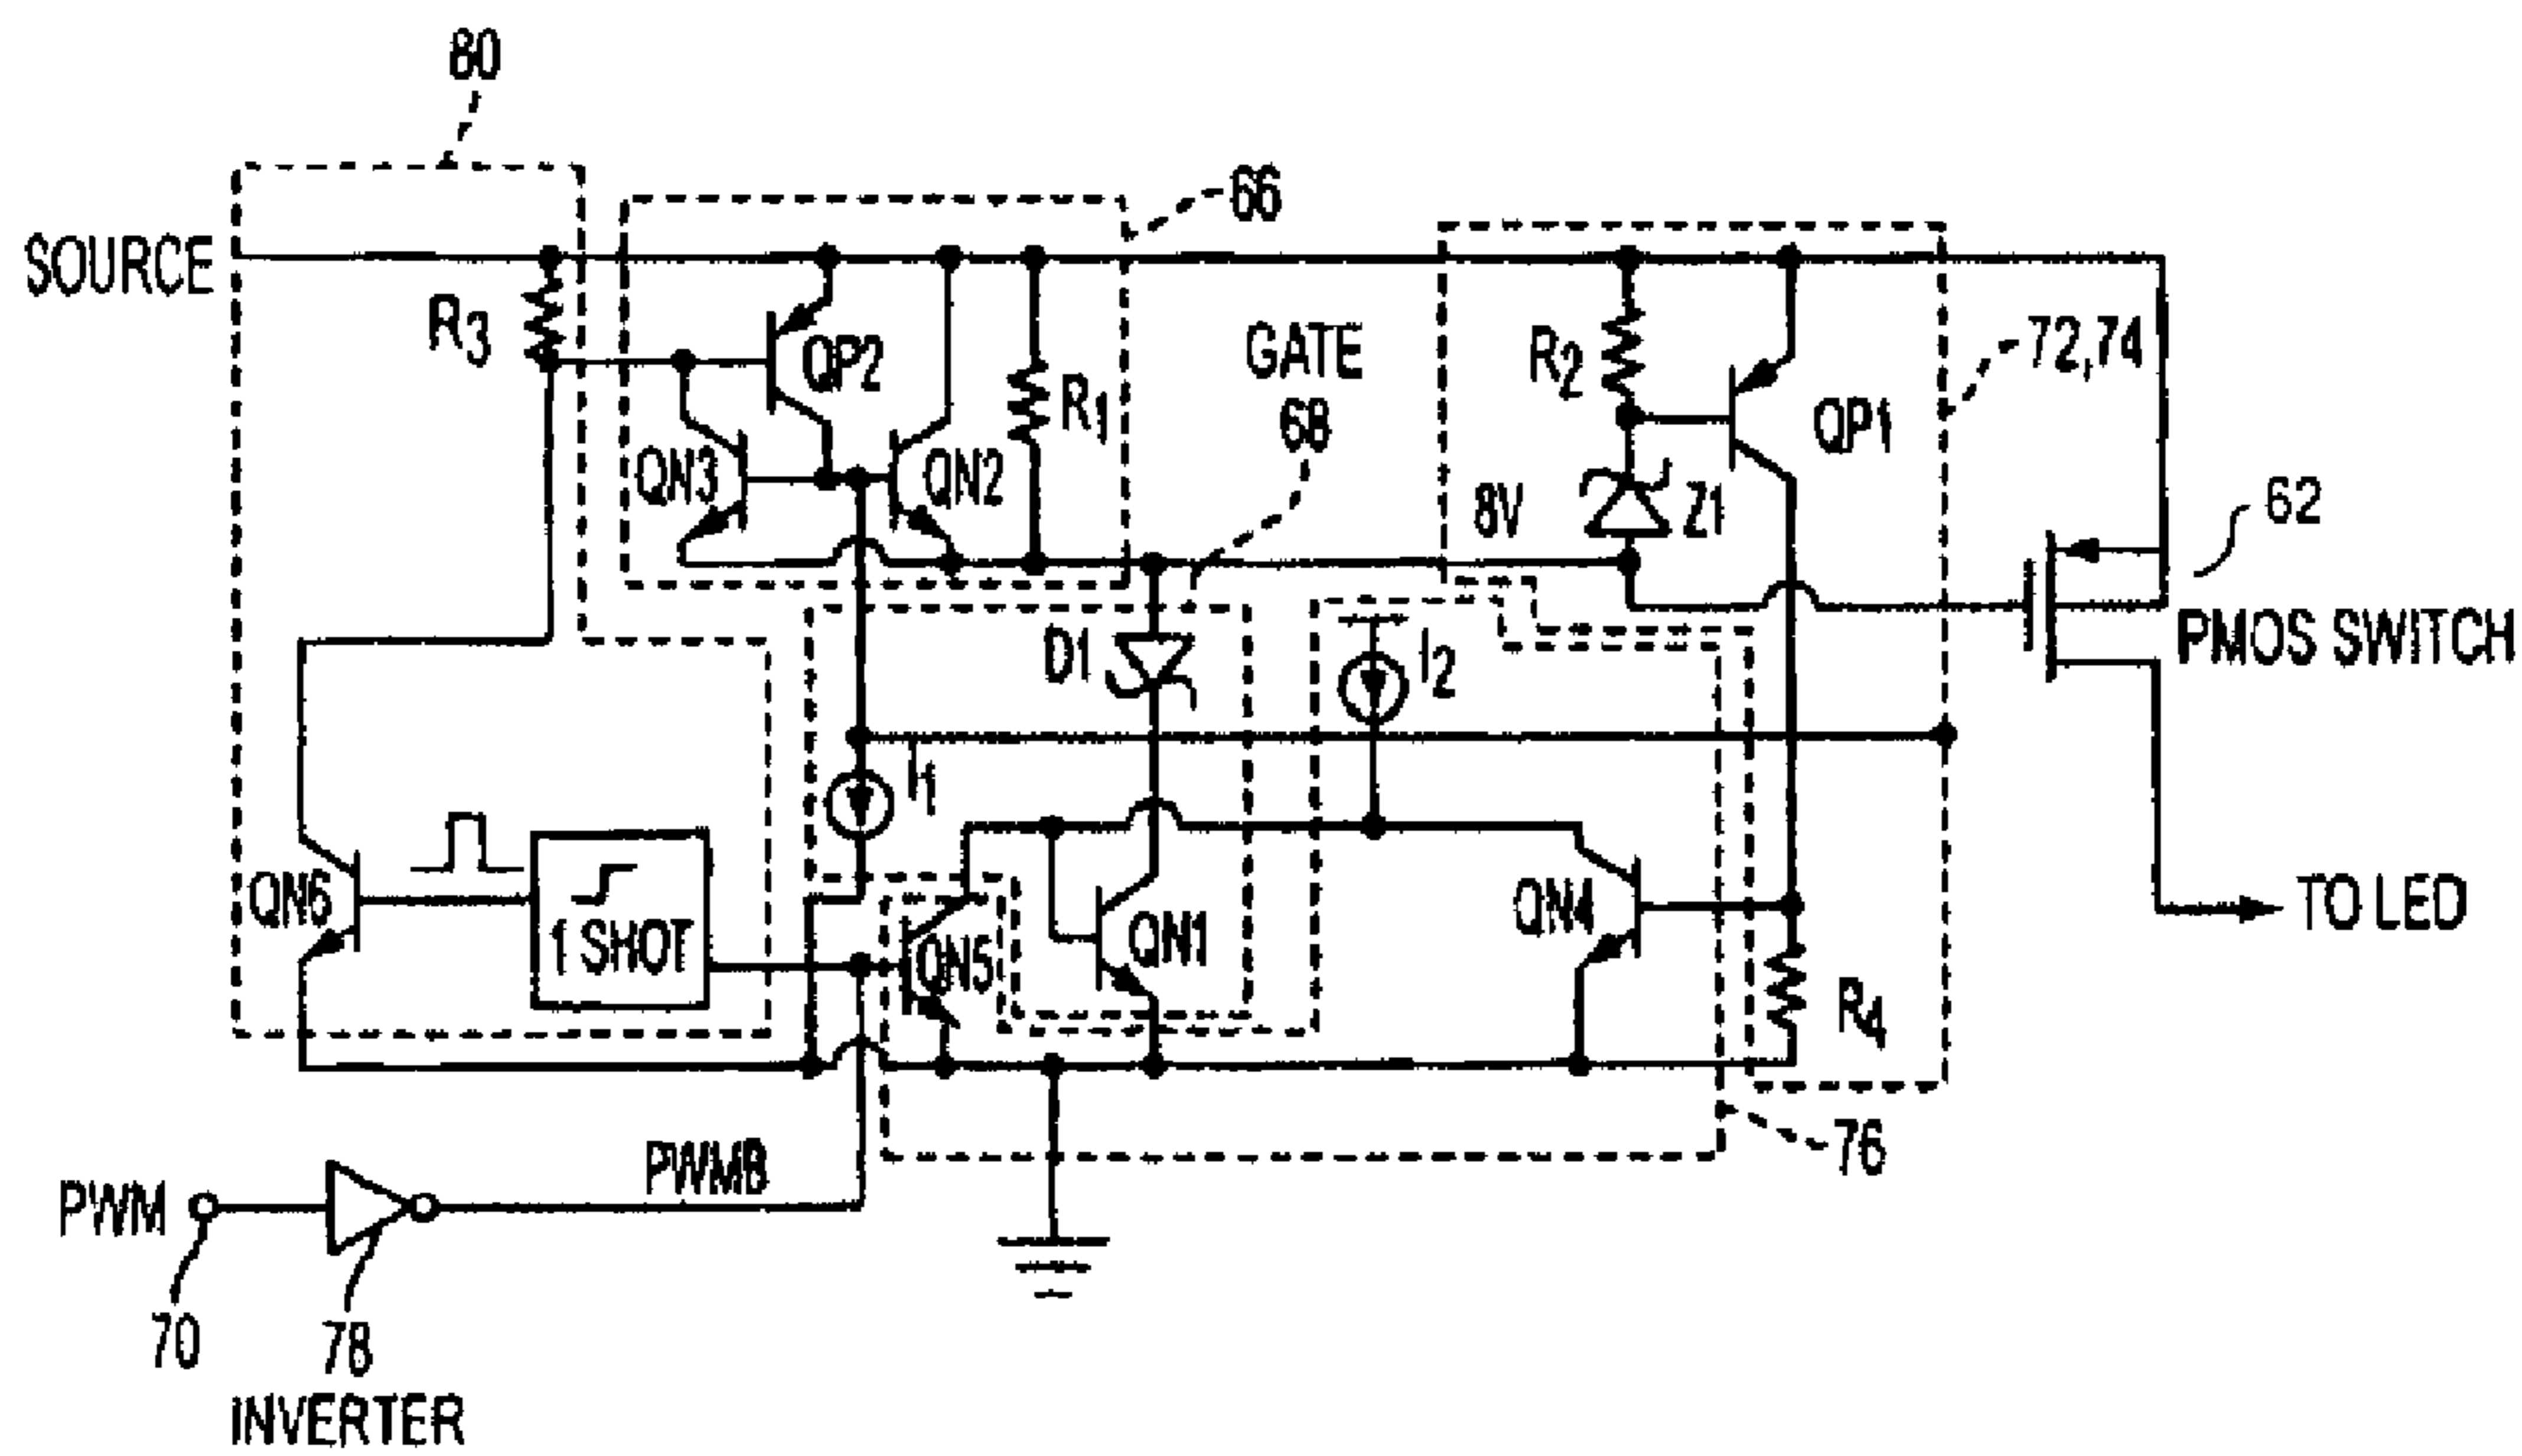 80
66
SOURCE
R3
QP2
R1
GATE
68
R2
QP1
72,74
QN3
QN2
8V
Z1
62
PMOS SWITCH
D1
I2
I1
QN6
1 SHOT
QN5
QN1
QN4
R4
TO LED
PWM
PWMB
76
70
78
INVERTER